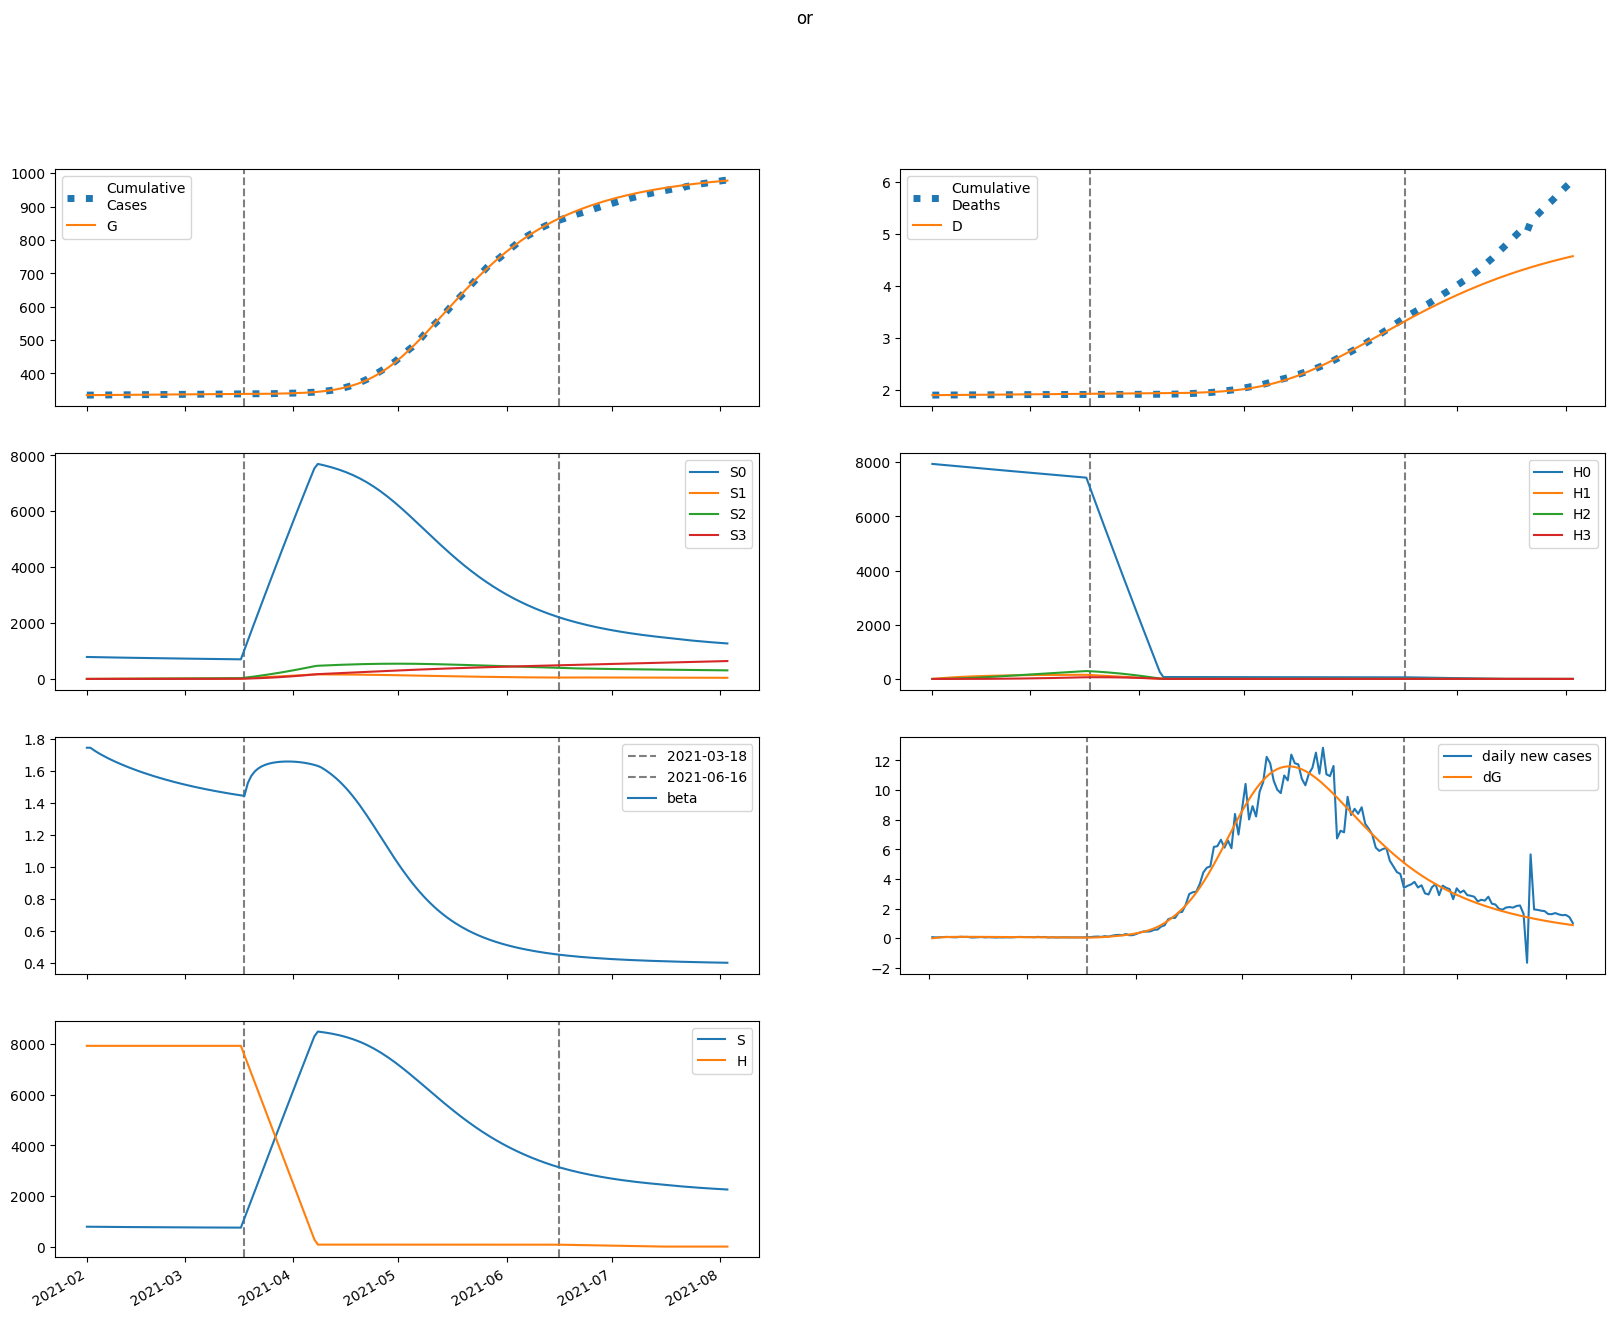 or
1000
900
800
700
600
500
400
Cumulative
Cases
G
6
5
4
3
2
Cumulative
Deaths
D
8000
6000
4000
2000
0
S0
S1
S2
S3
8000
6000
4000
2000
0
H0
H1
H2
H3
1.8
1.6
1.4
1.2
1.0
0.8
0.6
0.4
2021-03-18
2021-06-16
beta
12
10
8
6
4
2
0
−2
daily new cases
dG
8000
6000
4000
2000
0
S
H
2021-02
2021-03
2021-04
2021-05
2021-06
2021-07
2021-08